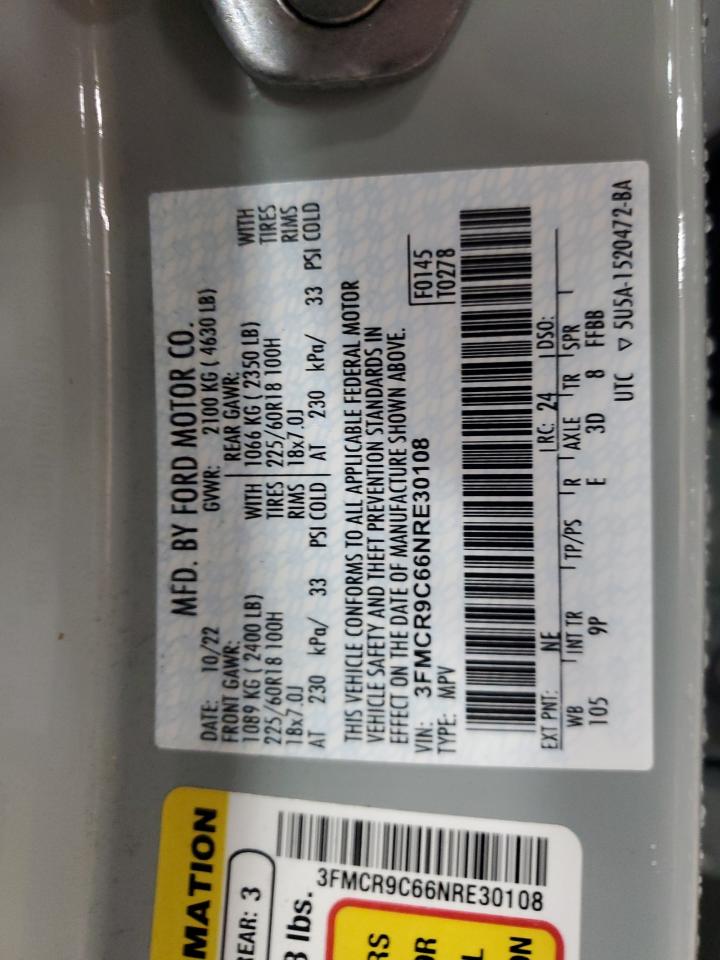 MFD. BY FORD MOTOR CO.
DATE: 10/22 GVWR: 2100 KG ( 4630 LB)
FRONT GAWR: REAR GAWR:
1089 KG ( 2400 LB) WITH 1066 KG ( 2350 LB) WITH
225/60R18 100H TIRES 225/60R18 100H TIRES
18x7.0J RIMS 18x7.0J RIMS
AT 230 kPa/ 33 PSI COLD AT 230 kPa/ 33 PSI COLD
THIS VEHICLE CONFORMS TO ALL APPLICABLE FEDERAL MOTOR
VEHICLE SAFETY AND THEFT PREVENTION STANDARDS IN
EFFECT ON THE DATE OF MANUFACTURE SHOWN ABOVE.
VIN: 3FMCR9C66NRE30108
TYPE: MPV
F0145
T0278
EXT PNT: NE RC: 24 DSO:
WB INT TR TP/PS R AXLE TR SPR
105 9P E 3D 8 FFBB
UTC ▽ 5U5A-1520472-BA
MATION
REAR: 3
3FMCR9C66NRE30108
lbs.